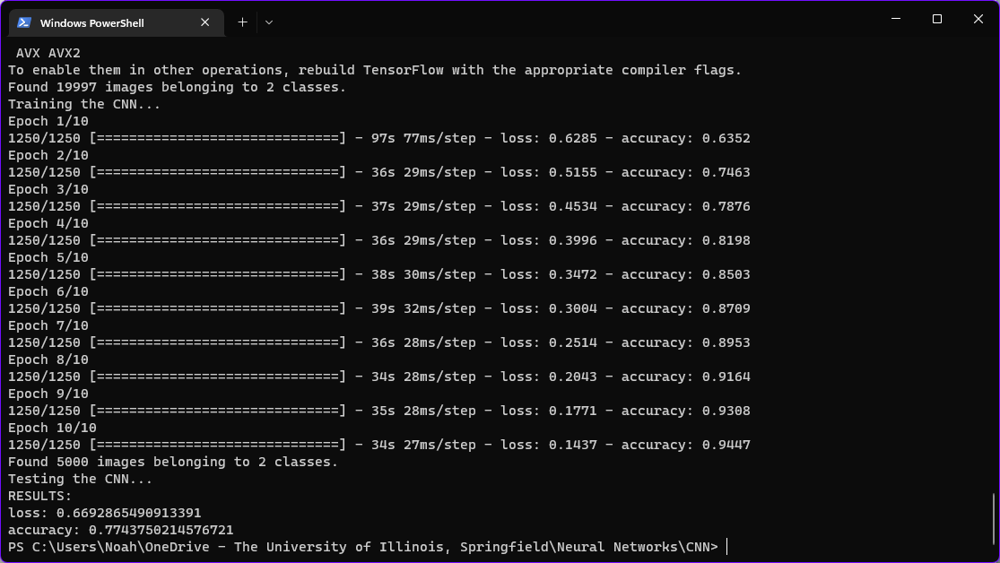 Windows PowerShell
AVX AVX2
To enable them in other operations, rebuild TensorFlow with the appropriate compiler flags.
Found 19997 images belonging to 2 classes.
Training the CNN...
Epoch 1/10
1250/1250 [==============================] - 97s 77ms/step - loss: 0.6285 - accuracy: 0.6352
Epoch 2/10
1250/1250 [==============================] - 36s 29ms/step - loss: 0.5155 - accuracy: 0.7463
Epoch 3/10
1250/1250 [==============================] - 37s 29ms/step - loss: 0.4534 - accuracy: 0.7876
Epoch 4/10
1250/1250 [==============================] - 36s 29ms/step - loss: 0.3996 - accuracy: 0.8198
Epoch 5/10
1250/1250 [==============================] - 38s 30ms/step - loss: 0.3472 - accuracy: 0.8503
Epoch 6/10
1250/1250 [==============================] - 39s 32ms/step - loss: 0.3004 - accuracy: 0.8709
Epoch 7/10
1250/1250 [==============================] - 36s 28ms/step - loss: 0.2514 - accuracy: 0.8953
Epoch 8/10
1250/1250 [==============================] - 34s 28ms/step - loss: 0.2043 - accuracy: 0.9164
Epoch 9/10
1250/1250 [==============================] - 35s 28ms/step - loss: 0.1771 - accuracy: 0.9308
Epoch 10/10
1250/1250 [==============================] - 34s 27ms/step - loss: 0.1437 - accuracy: 0.9447
Found 5000 images belonging to 2 classes.
Testing the CNN...
RESULTS:
loss: 0.6692865490913391
accuracy: 0.7743750214576721
PS C:\Users\Noah\OneDrive - The University of Illinois, Springfield\Neural Networks\CNN>